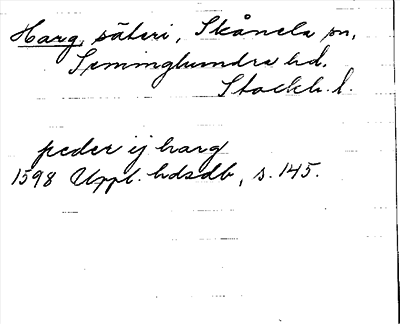 Harg, säteri, Skånela sn,
Seminghundra hd.
Stockh. l.
peder ij harg
1598 Uppl. hdsdb, s. 145.